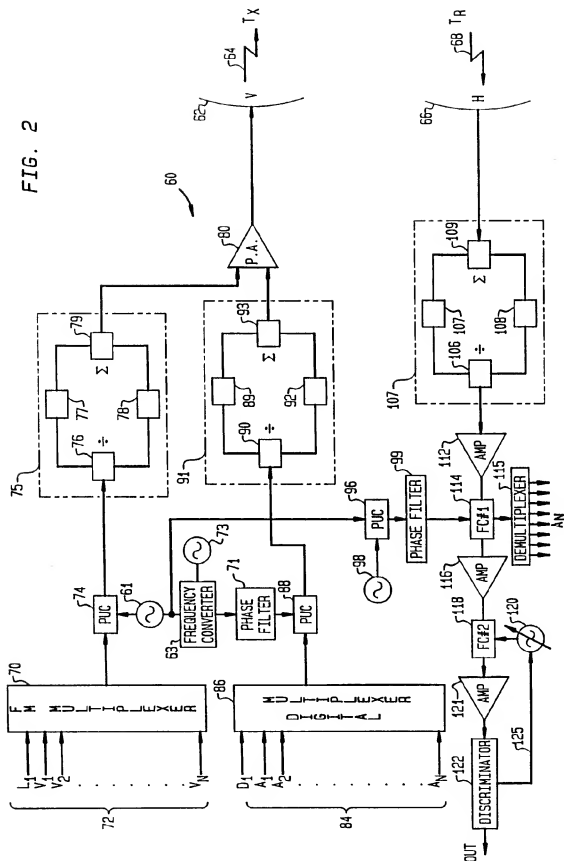 FIG. 2
60
70
FM MULTIPLEXER
L1
V1
V2
VN
72
74
PUC
61
75
76
÷
77
78
79
Σ
80
P.A.
62
V
64
TX
63
FREQUENCY CONVERTER
73
71
PHASE FILTER
88
PUC
86
MULTIPLEXER DIGITAL
D1
A1
A2
AN
84
91
90
÷
89
92
93
Σ
96
PUC
98
99
PHASE FILTER
66
H
68
TR
107
109
Σ
107
108
106
÷
112
AMP
114
FC#1
115
DEMULTIPLEXER
AN
116
AMP
118
FC#2
120
121
AMP
125
122
DISCRIMINATOR
OUT